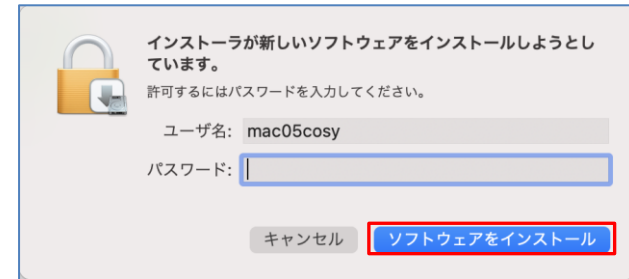 インストーラが新しいソフトウェアをインストールしようとし
ています。
許可するにはパスワードを入力してください。
ユーザ名: mac05cosy
パスワード:
キャンセル ソフトウェアをインストール